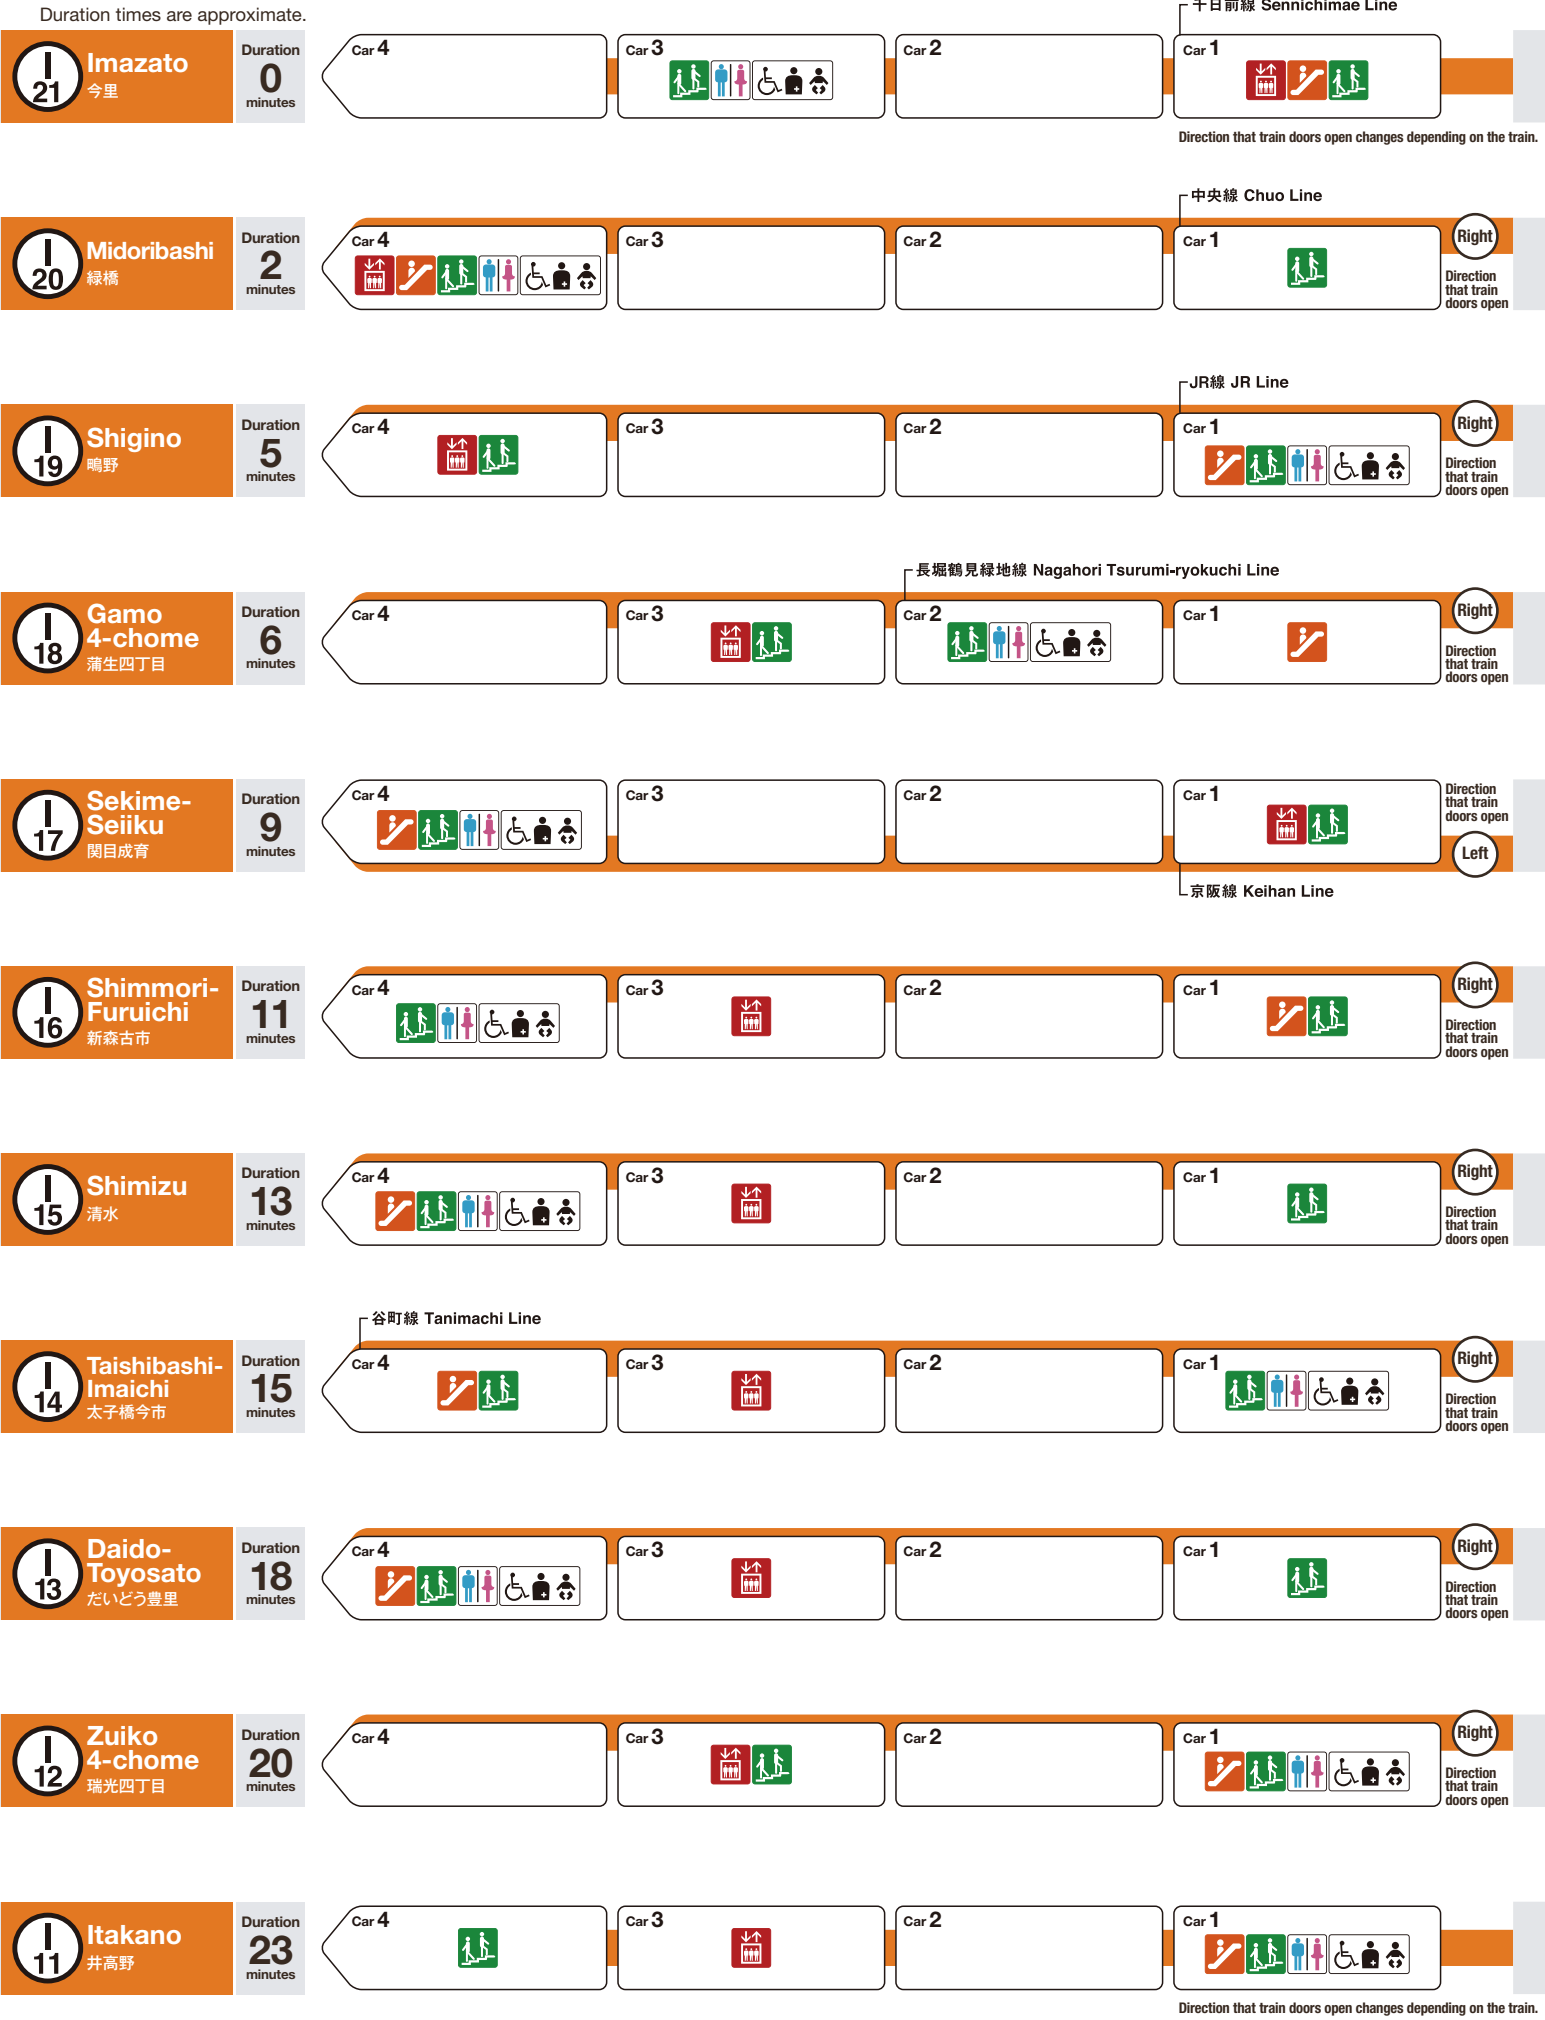 Duration times are approximate.
千日前線 Sennichimae Line
I
21
Imazato
今里
Duration
0
minutes
Car 4
Car 3
Car 2
Car 1
Direction that train doors open changes depending on the train.
中央線 Chuo Line
I
20
Midoribashi
緑橋
Duration
2
minutes
Car 4
Car 3
Car 2
Car 1
Right
Direction
that train
doors open
JR線 JR Line
I
19
Shigino
鴫野
Duration
5
minutes
Car 4
Car 3
Car 2
Car 1
Right
Direction
that train
doors open
長堀鶴見緑地線 Nagahori Tsurumi-ryokuchi Line
I
18
Gamo
4-chome
蒲生四丁目
Duration
6
minutes
Car 4
Car 3
Car 2
Car 1
Right
Direction
that train
doors open
I
17
Sekime-
Seiiku
関目成育
Duration
9
minutes
Car 4
Car 3
Car 2
Car 1
Direction
that train
doors open
Left
京阪線 Keihan Line
I
16
Shimmori-
Furuichi
新森古市
Duration
11
minutes
Car 4
Car 3
Car 2
Car 1
Right
Direction
that train
doors open
I
15
Shimizu
清水
Duration
13
minutes
Car 4
Car 3
Car 2
Car 1
Right
Direction
that train
doors open
谷町線 Tanimachi Line
I
14
Taishibashi-
Imaichi
太子橋今市
Duration
15
minutes
Car 4
Car 3
Car 2
Car 1
Right
Direction
that train
doors open
I
13
Daido-
Toyosato
だいどう豊里
Duration
18
minutes
Car 4
Car 3
Car 2
Car 1
Right
Direction
that train
doors open
I
12
Zuiko
4-chome
瑞光四丁目
Duration
20
minutes
Car 4
Car 3
Car 2
Car 1
Right
Direction
that train
doors open
I
11
Itakano
井高野
Duration
23
minutes
Car 4
Car 3
Car 2
Car 1
Direction that train doors open changes depending on the train.